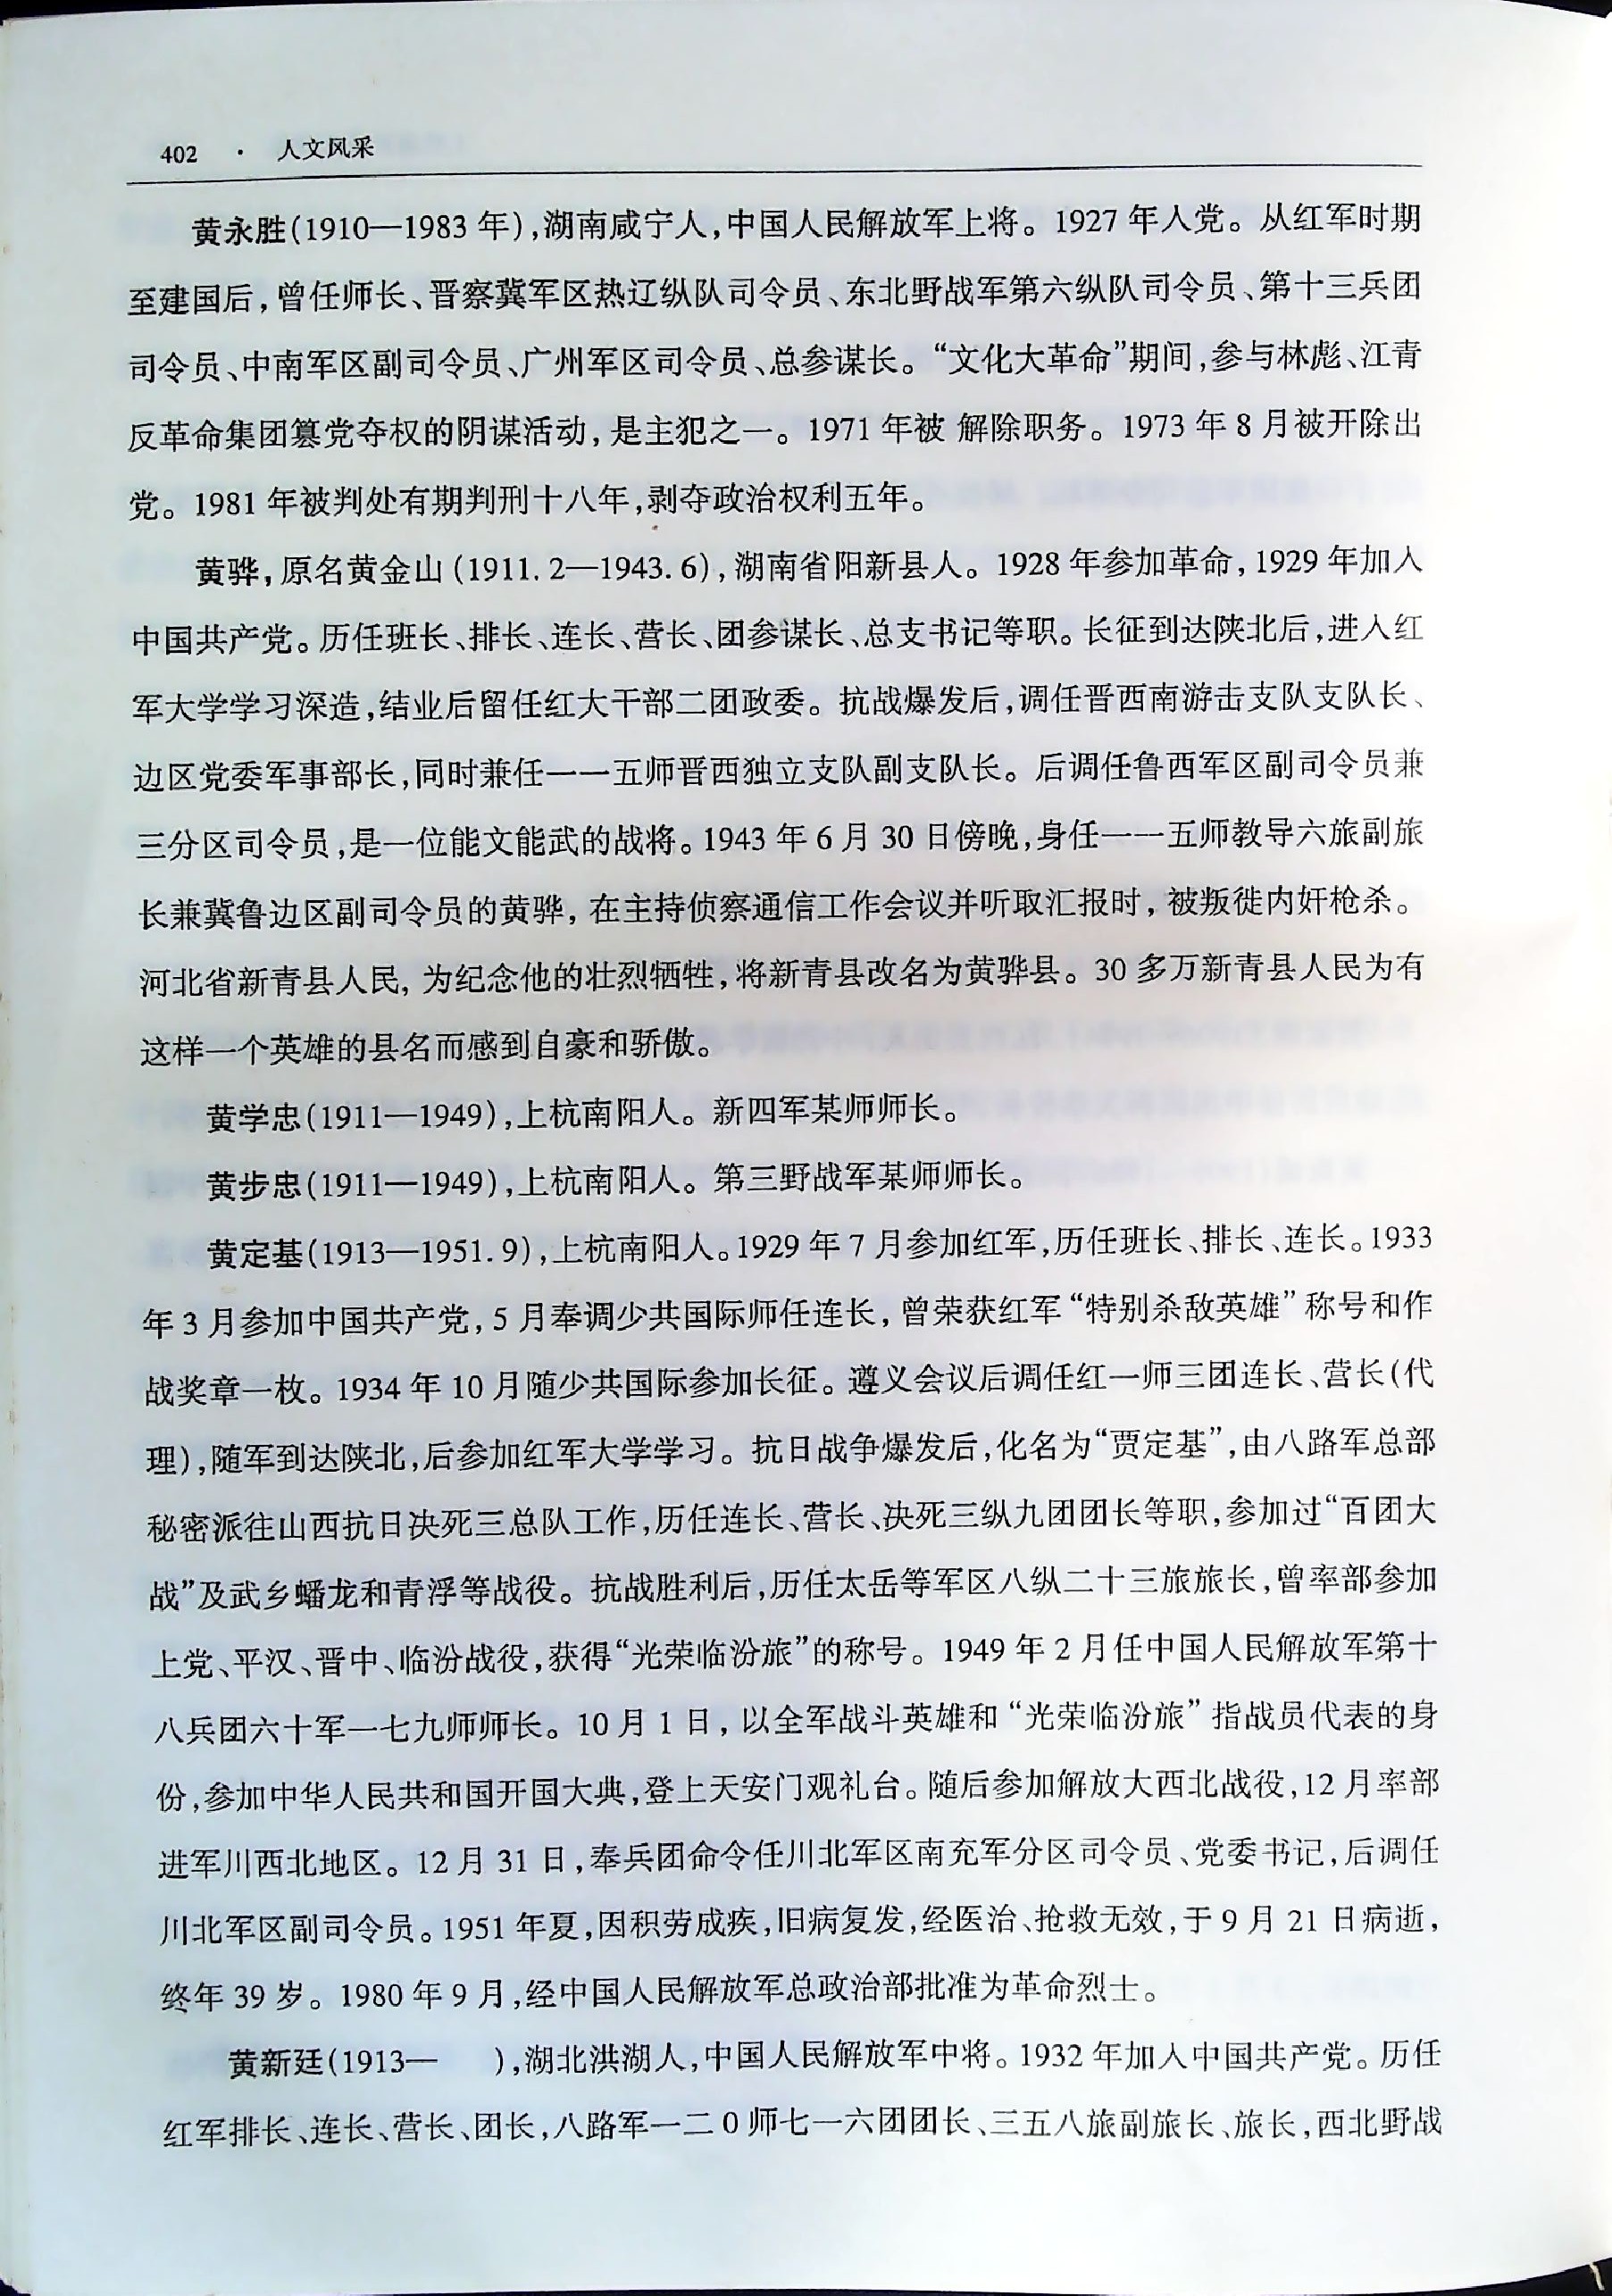 402 · 人文风采
黄永胜(1910—1983 年),湖南咸宁人,中国人民解放军上将。1927 年入党。从红军时期
至建国后,曾任师长、晋察冀军区热辽纵队司令员、东北野战军第六纵队司令员、第十三兵团
司令员、中南军区副司令员、广州军区司令员、总参谋长。“文化大革命”期间,参与林彪、江青
反革命集团篡党夺权的阴谋活动,是主犯之一。1971 年被 解除职务。1973 年 8 月被开除出
党。1981 年被判处有期判刑十八年,剥夺政治权利五年。
黄骅,原名黄金山(1911.2—1943.6),湖南省阳新县人。1928 年参加革命,1929 年加入
中国共产党。历任班长、排长、连长、营长、团参谋长、总支书记等职。长征到达陕北后,进入红
军大学学习深造,结业后留任红大干部二团政委。抗战爆发后,调任晋西南游击支队支队长、
边区党委军事部长,同时兼任一一五师晋西独立支队副支队长。后调任鲁西军区副司令员兼
三分区司令员,是一位能文能武的战将。1943 年 6 月 30 日傍晚,身任一一五师教导六旅副旅
长兼冀鲁边区副司令员的黄骅,在主持侦察通信工作会议并听取汇报时,被叛徙内奸枪杀。
河北省新青县人民,为纪念他的壮烈牺牲,将新青县改名为黄骅县。30 多万新青县人民为有
这样一个英雄的县名而感到自豪和骄傲。
黄学忠(1911—1949),上杭南阳人。新四军某师师长。
黄步忠(1911—1949),上杭南阳人。第三野战军某师师长。
黄定基(1913—1951.9),上杭南阳人。1929 年 7 月参加红军,历任班长、排长、连长。1933
年 3 月参加中国共产党,5 月奉调少共国际师任连长,曾荣获红军“特别杀敌英雄”称号和作
战奖章一枚。1934 年 10 月随少共国际参加长征。遵义会议后调任红一师三团连长、营长(代
理),随军到达陕北,后参加红军大学学习。抗日战争爆发后,化名为“贾定基”,由八路军总部
秘密派往山西抗日决死三总队工作,历任连长、营长、决死三纵九团团长等职,参加过“百团大
战”及武乡蟠龙和青浮等战役。抗战胜利后,历任太岳等军区八纵二十三旅旅长,曾率部参加
上党、平汉、晋中、临汾战役,获得“光荣临汾旅”的称号。1949 年 2 月任中国人民解放军第十
八兵团六十军一七九师师长。10 月 1 日,以全军战斗英雄和“光荣临汾旅”指战员代表的身
份,参加中华人民共和国开国大典,登上天安门观礼台。随后参加解放大西北战役,12 月率部
进军川西北地区。12 月 31 日,奉兵团命令任川北军区南充军分区司令员、党委书记,后调任
川北军区副司令员。1951 年夏,因积劳成疾,旧病复发,经医治、抢救无效,于 9 月 21 日病逝,
终年 39 岁。1980 年 9 月,经中国人民解放军总政治部批准为革命烈士。
黄新廷(1913—    ),湖北洪湖人,中国人民解放军中将。1932 年加入中国共产党。历任
红军排长、连长、营长、团长,八路军一二0师七一六团团长、三五八旅副旅长、旅长,西北野战